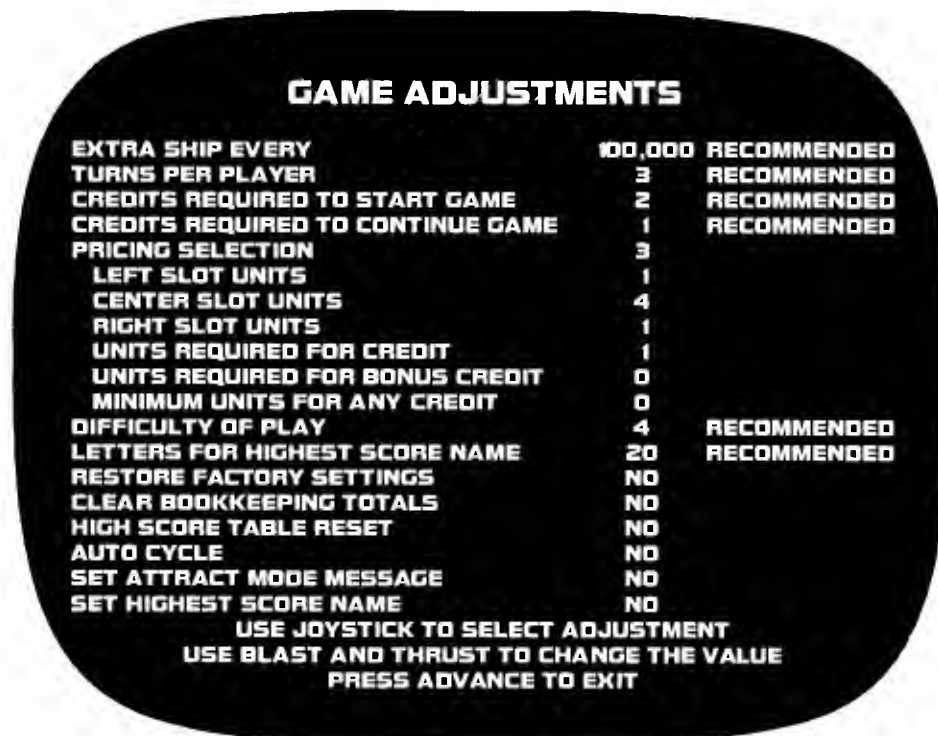 GAME ADJUSTMENTS
EXTRA SHIP EVERY 100,000 RECOMMENDED
TURNS PER PLAYER 3 RECOMMENDED
CREDITS REQUIRED TO START GAME 2 RECOMMENDED
CREDITS REQUIRED TO CONTINUE GAME 1 RECOMMENDED
PRICING SELECTION 3
LEFT SLOT UNITS 1
CENTER SLOT UNITS 4
RIGHT SLOT UNITS 1
UNITS REQUIRED FOR CREDIT 1
UNITS REQUIRED FOR BONUS CREDIT 0
MINIMUM UNITS FOR ANY CREDIT 0
DIFFICULTY OF PLAY 4 RECOMMENDED
LETTERS FOR HIGHEST SCORE NAME 20 RECOMMENDED
RESTORE FACTORY SETTINGS NO
CLEAR BOOKKEEPING TOTALS NO
HIGH SCORE TABLE RESET NO
AUTO CYCLE NO
SET ATTRACT MODE MESSAGE NO
SET HIGHEST SCORE NAME NO
USE JOYSTICK TO SELECT ADJUSTMENT
USE BLAST AND THRUST TO CHANGE THE VALUE
PRESS ADVANCE TO EXIT